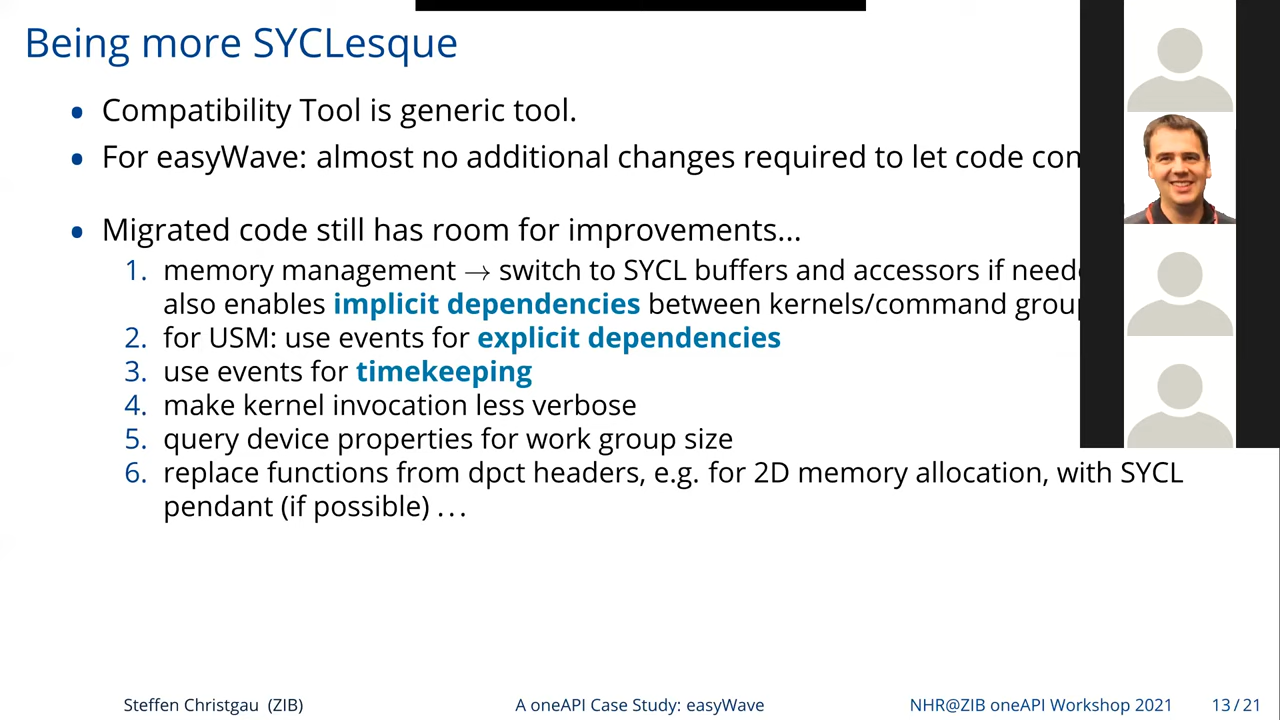 Being more SYCLesque
• Compatibility Tool is generic tool.
• For easyWave: almost no additional changes required to let code
• Migrated code still has room for improvements...
1. memory management → switch to SYCL buffers and accessors if
also enables implicit dependencies between kernels/command
2. for USM: use events for explicit dependencies
3. use events for timekeeping
4. make kernel invocation less verbose
5. query device properties for work group size
6. replace functions from dpct headers, e.g. for 2D memory allocation, with SYCL
pendant (if possible) ...
Steffen Christgau (ZIB) A oneAPI Case Study: easyWave NHR@ZIB oneAPI Workshop 2021 13/21